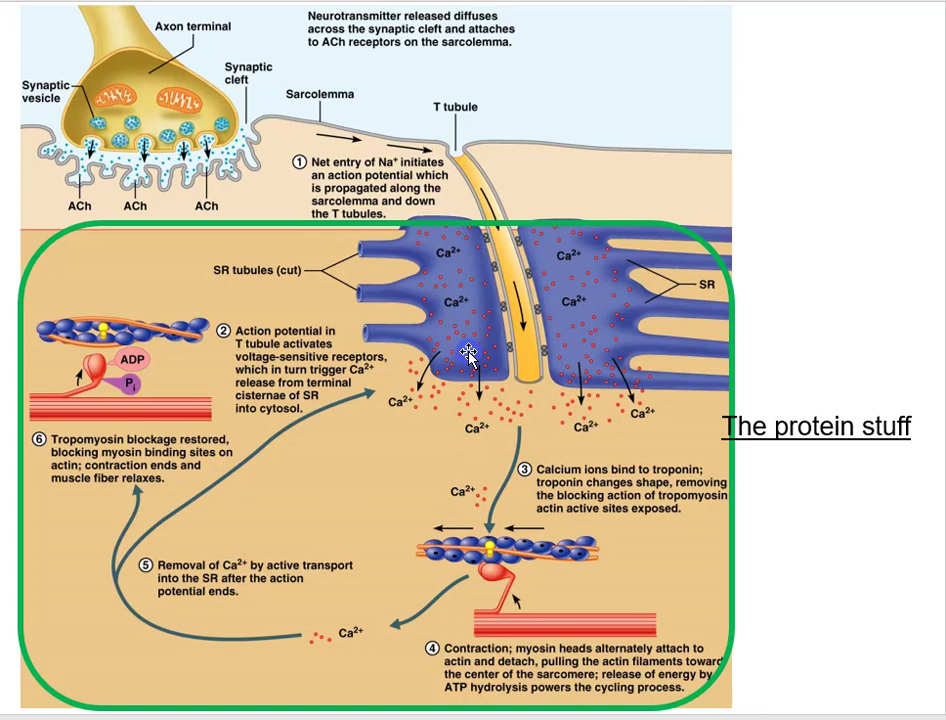 Neurotransmitter released diffuses
across the synaptic cleft and attaches
to ACh receptors on the sarcolemma.
Axon terminal
Synaptic
cleft
Synaptic
vesicle
Sarcolemma
T tubule
① Net entry of Na⁺ initiates
an action potential which
is propagated along the
sarcolemma and down
the T tubules.
ACh
ACh
ACh
Ca²⁺
Ca²⁺
SR tubules (cut)
SR
Ca²⁺
Ca²⁺
② Action potential in
T tubule activates
voltage-sensitive receptors,
which in turn trigger Ca²⁺
release from terminal
cisternae of SR
into cytosol.
ADP
Pi
Ca²⁺
Ca²⁺
Ca²⁺
Ca²⁺
The protein stuff
⑥ Tropomyosin blockage restored,
blocking myosin binding sites on
actin; contraction ends and
muscle fiber relaxes.
③ Calcium ions bind to troponin;
troponin changes shape, removing
the blocking action of tropomyosin
actin active sites exposed.
Ca²⁺
⑤ Removal of Ca²⁺ by active transport
into the SR after the action
potential ends.
Ca²⁺
④ Contraction; myosin heads alternately attach to
actin and detach, pulling the actin filaments toward
the center of the sarcomere; release of energy by
ATP hydrolysis powers the cycling process.